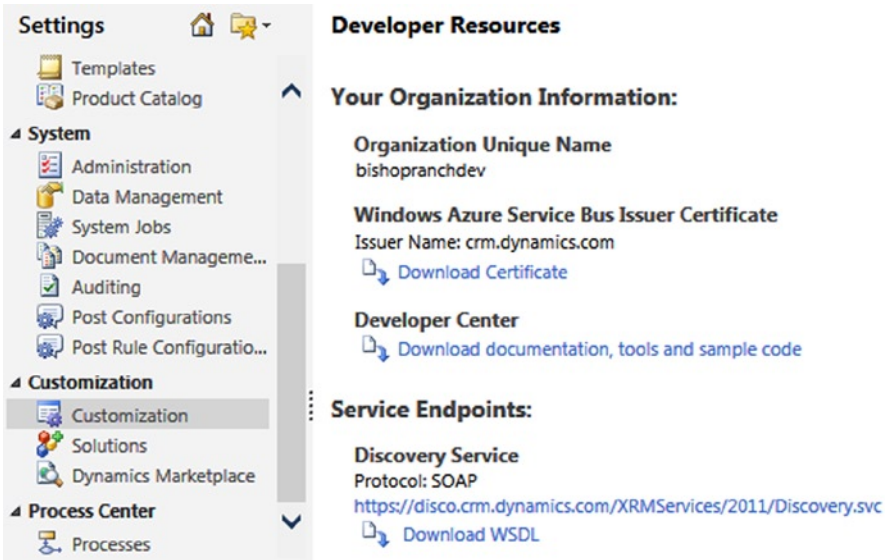 Settings
Templates
Product Catalog
System
Administration
Data Management
System Jobs
Document Manageme...
Auditing
Post Configurations
Post Rule Configuratio...
Customization
Customization
Solutions
Dynamics Marketplace
Process Center
Processes
Developer Resources
Your Organization Information:
Organization Unique Name
bishopranchdev
Windows Azure Service Bus Issuer Certificate
Issuer Name: crm.dynamics.com
Download Certificate
Developer Center
Download documentation, tools and sample code
Service Endpoints:
Discovery Service
Protocol: SOAP
https://disco.crm.dynamics.com/XRMServices/2011/Discovery.svc
Download WSDL